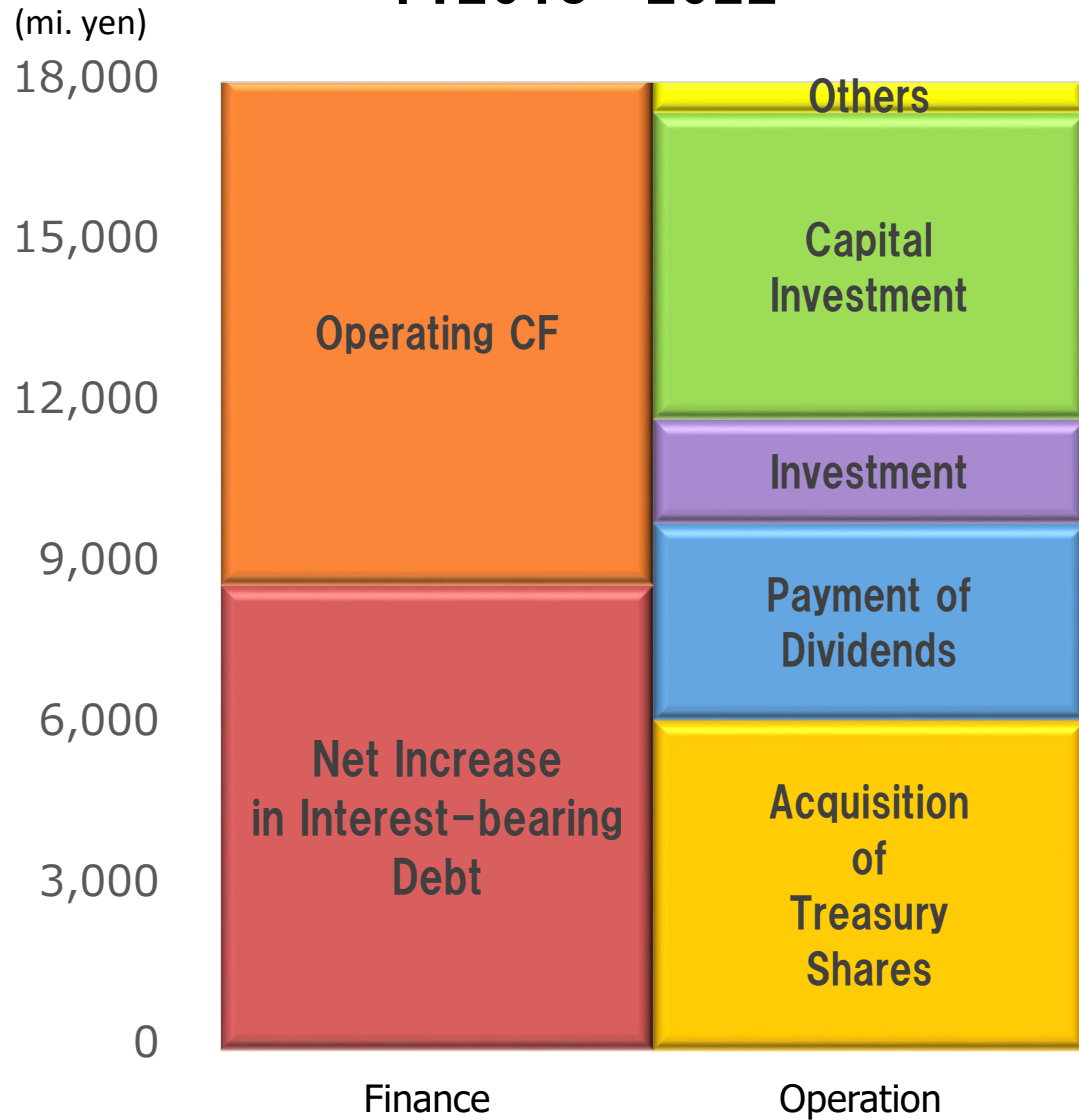 (mi. yen)
18,000
15,000
12,000
9,000
6,000
3,000
0
Operating CF
Net Increase
in Interest-bearing
Debt
Others
Capital
Investment
Investment
Payment of
Dividends
Acquisition
of
Treasury
Shares
Finance
Operation